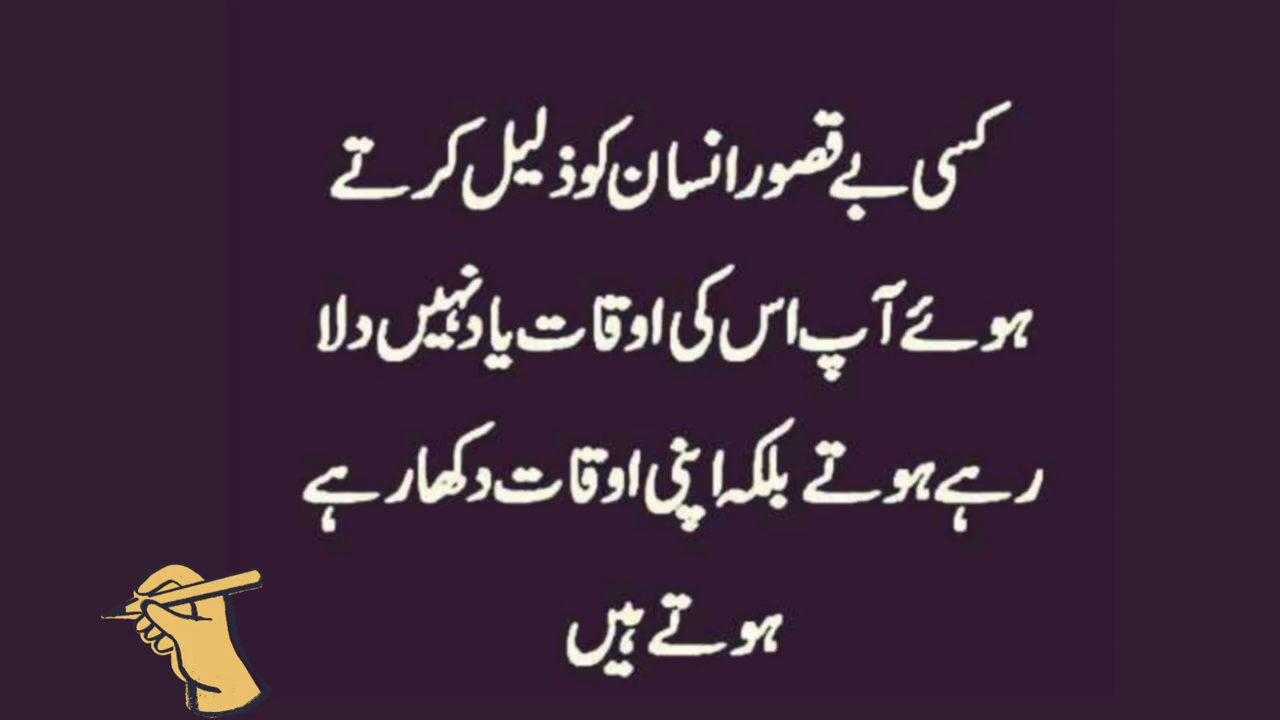 کسی بے قصور انسان کو ذلیل کرتے
ہوئے آپ اس کی اوقات یاد نہیں دلا
رہے ہوتے بلکہ اپنی اوقات دکھا رہے
ہوتے ہیں